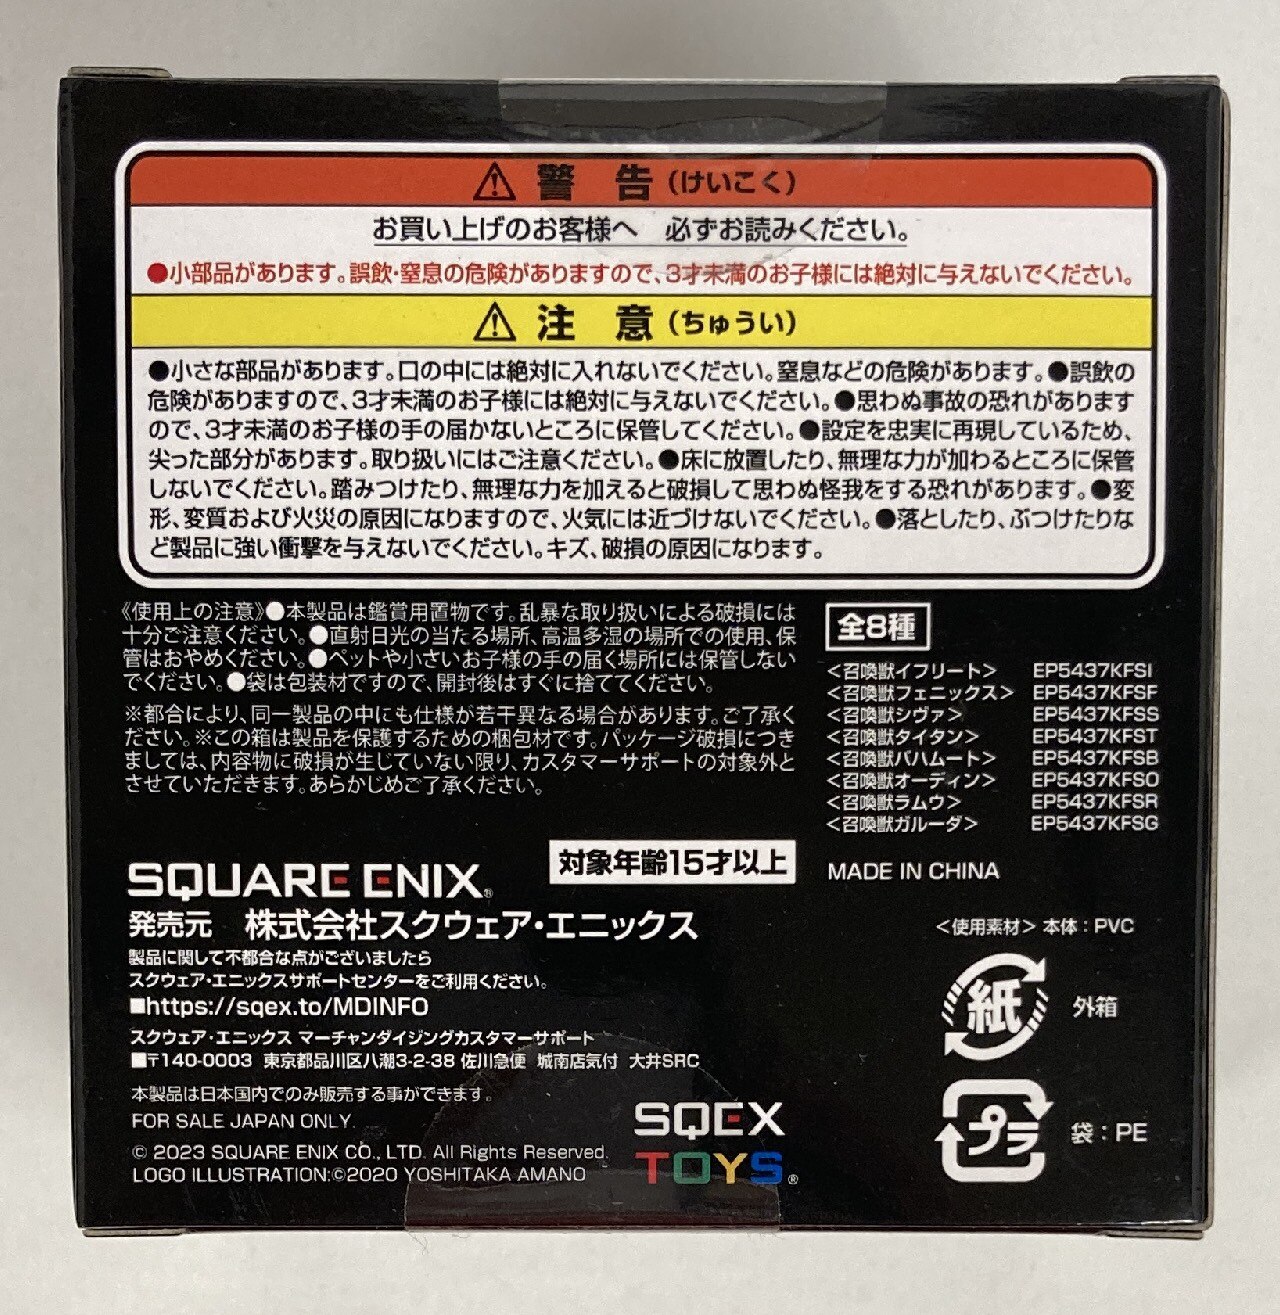 ⚠ 警 告 (けいこく)
お買い上げのお客様へ 必ずお読みください。
●小部品があります。誤飲・窒息の危険がありますので、3才未満のお子様には絶対に与えないでください。
⚠ 注 意 (ちゅうい)
●小さな部品があります。口の中には絶対に入れないでください。窒息などの危険があります。●誤飲の
危険がありますので、3才未満のお子様には絶対に与えないでください。●思わぬ事故の恐れがあります
ので、3才未満のお子様の手の届かないところに保管してください。●設定を忠実に再現しているため、
尖った部分があります。取り扱いにはご注意ください。●床に放置したり、無理な力が加わるところに保管
しないでください。踏みつけたり、無理な力を加えると破損して思わぬ怪我をする恐れがあります。●変
形、変質および火災の原因になりますので、火気には近づけないでください。●落としたり、ぶつけたりな
ど製品に強い衝撃を与えないでください。キズ、破損の原因になります。
《使用上の注意》●本製品は鑑賞用置物です。乱暴な取り扱いによる破損には
十分ご注意ください。●直射日光の当たる場所、高温多湿の場所での使用、保
管はおやめください。●ペットや小さいお子様の手の届く場所には保管しない
でください。●袋は包装材ですので、開封後はすぐに捨ててください。
※都合により、同一製品の中にも仕様が若干異なる場合があります。ご了承く
ださい。※この箱は製品を保護するための梱包材です。パッケージ破損につき
ましては、内容物に破損が生じていない限り、カスタマーサポートの対象外と
させていただきます。あらかじめご了承ください。
全8種
<召喚獣イフリート> EP5437KFSI
<召喚獣フェニックス> EP5437KFSF
<召喚獣シヴァ> EP5437KFSS
<召喚獣タイタン> EP5437KFST
<召喚獣バハムート> EP5437KFSB
<召喚獣オーディン> EP5437KFSO
<召喚獣ラムウ> EP5437KFSR
<召喚獣ガルーダ> EP5437KFSG
対象年齢15才以上
MADE IN CHINA
SQUARE ENIX®
発売元 株式会社スクウェア・エニックス
製品に関して不都合な点がございましたら
スクウェア・エニックスサポートセンターをご利用ください。
■https://sqex.to/MDINFO
スクウェア・エニックス マーチャンダイジングカスタマーサポート
■〒140-0003 東京都品川区八潮3-2-38 佐川急便 城南店気付 大井SRC
本製品は日本国内でのみ販売する事ができます。
FOR SALE JAPAN ONLY.
© 2023 SQUARE ENIX CO., LTD. All Rights Reserved.
LOGO ILLUSTRATION:©2020 YOSHITAKA AMANO
SQEX
TOYS®
<使用素材> 本体：PVC
紙 外箱
プラ 袋：PE